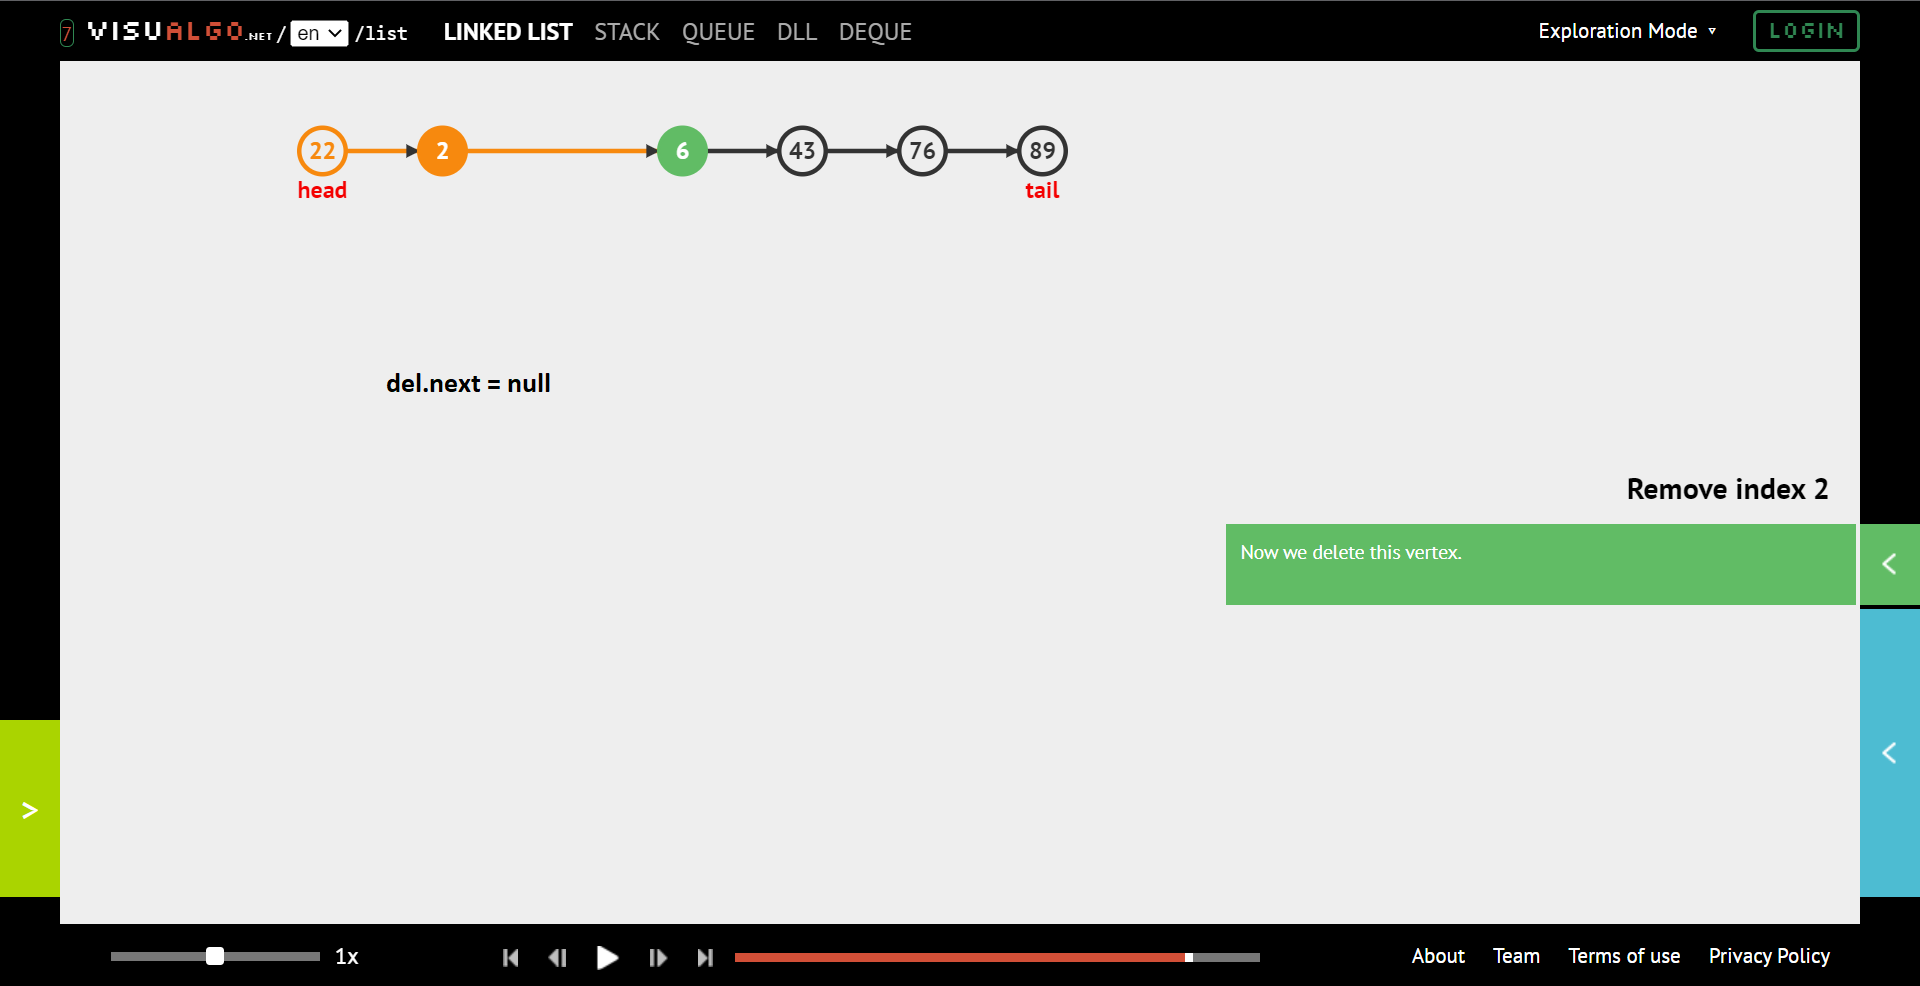 7 VISUALGO.NET / en /list LINKED LIST STACK QUEUE DLL DEQUE Exploration Mode ▼ LOGIN
22 2 6 43 76 89
head tail
del.next = null
Remove index 2
Now we delete this vertex.
<
<
>
1x About Team Terms of use Privacy Policy